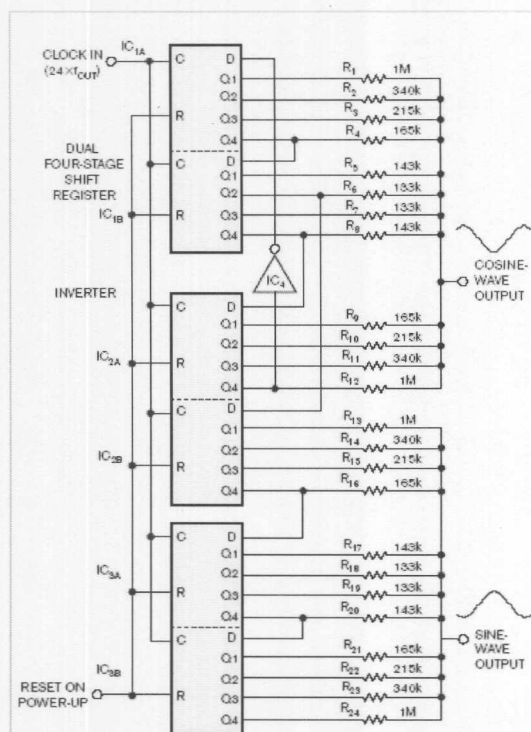 CLOCK IN
(24×fOUT)
IC1A
C
D
Q1
R1
1M
Q2
R2
340k
R
Q3
R3
215k
Q4
R4
165k
DUAL
FOUR-STAGE
SHIFT
REGISTER
C
D
Q1
R5
143k
Q2
R6
133k
IC1B
R
Q3
R7
133k
Q4
R8
143k
IC4
COSINE-
WAVE
OUTPUT
INVERTER
C
D
Q1
R9
165k
Q2
R10
215k
IC2A
R
Q3
R11
340k
Q4
R12
1M
C
D
Q1
R13
1M
Q2
R14
340k
IC2B
R
Q3
R15
215k
Q4
R16
165k
C
D
Q1
R17
143k
IC3A
Q2
R18
133k
R
Q3
R19
133k
Q4
R20
143k
C
D
SINE-
WAVE
OUTPUT
Q1
R21
165k
IC3B
Q2
R22
215k
RESET ON
POWER-UP
R
Q3
R23
340k
Q4
R24
1M